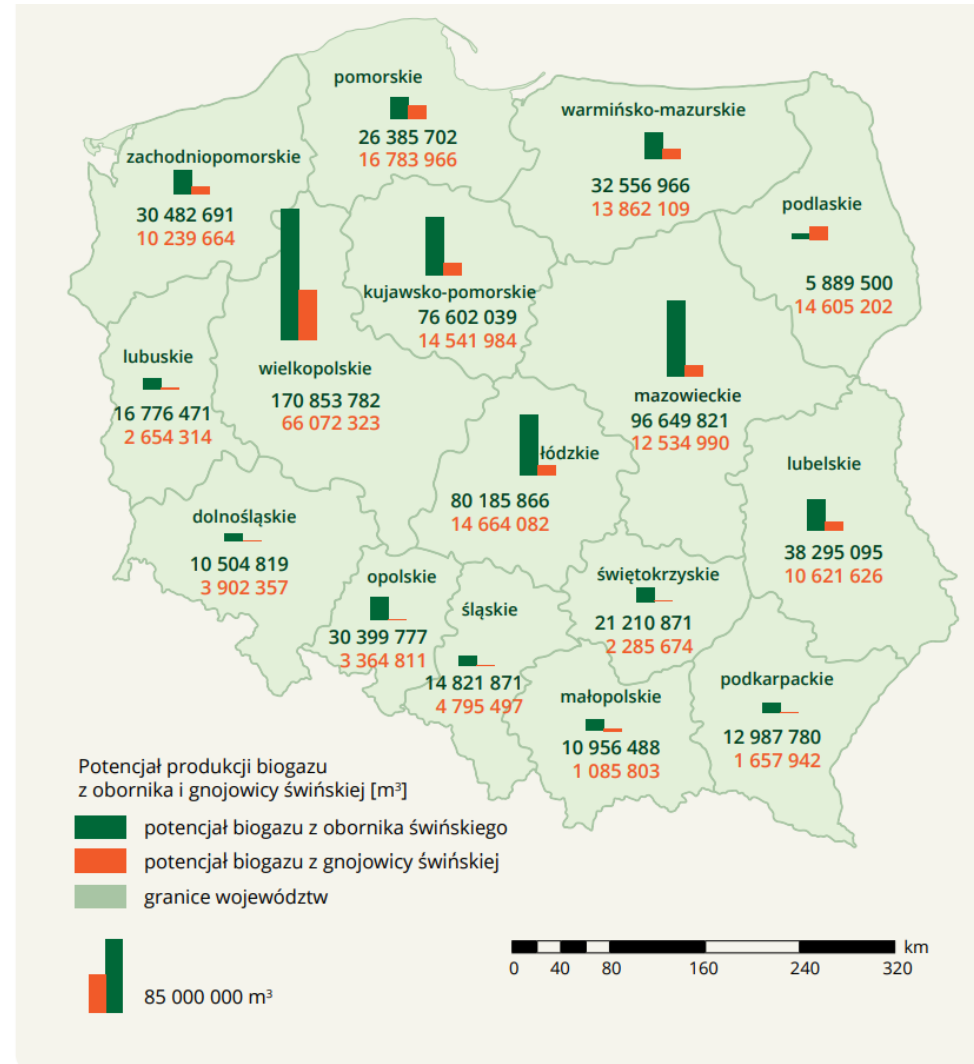 pomorskie
26 385 702
16 783 966
warmińsko-mazurskie
32 556 966
13 862 109
zachodniopomorskie
30 482 691
10 239 664
podlaskie
5 889 500
14 605 202
kujawsko-pomorskie
76 602 039
14 541 984
lubuskie
16 776 471
2 654 314
wielkopolskie
170 853 782
66 072 323
mazowieckie
96 649 821
12 534 990
łódzkie
80 185 866
14 664 082
lubelskie
38 295 095
10 621 626
dolnośląskie
10 504 819
3 902 357
opolskie
30 399 777
3 364 811
śląskie
14 821 871
4 795 497
świętokrzyskie
21 210 871
2 285 674
małopolskie
10 956 488
1 085 803
podkarpackie
12 987 780
1 657 942
Potencjał produkcji biogazu
z obornika i gnojowicy świńskiej [m³]
potencjał biogazu z obornika świńskiego
potencjał biogazu z gnojowicy świńskiej
granice województw
85 000 000 m³
km
0 40 80 160 240 320